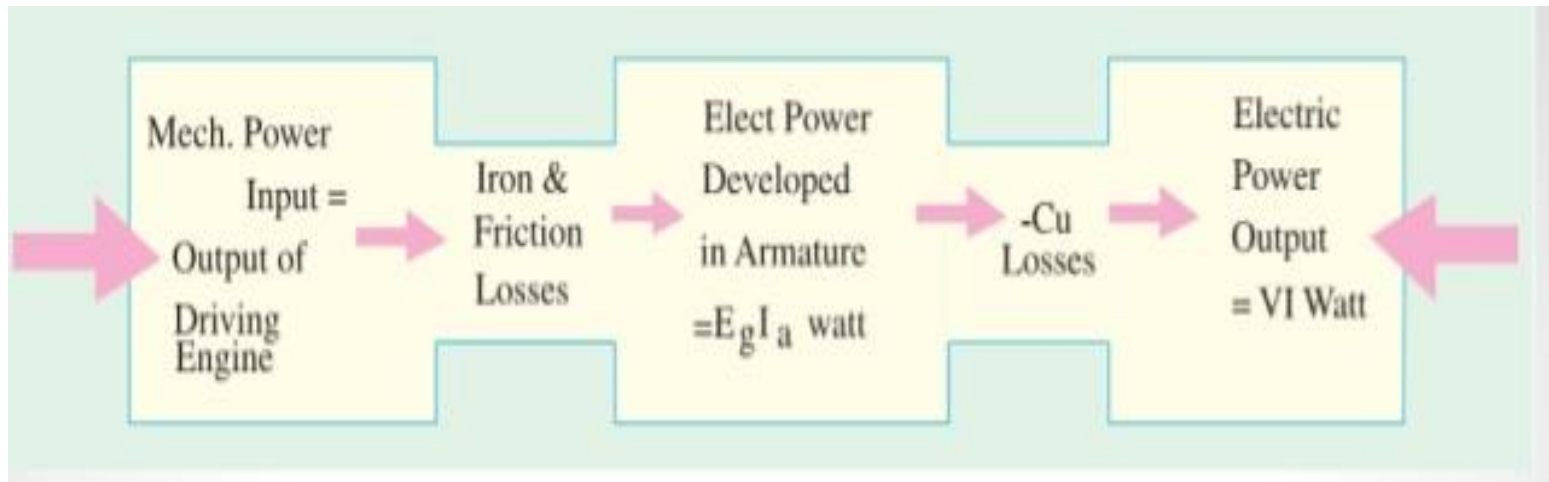 Mech. Power
Input =
Output of
Driving
Engine
Iron &
Friction
Losses
Elect Power
Developed
in Armature
=EgIa watt
-Cu
Losses
Electric
Power
Output
= VI Watt